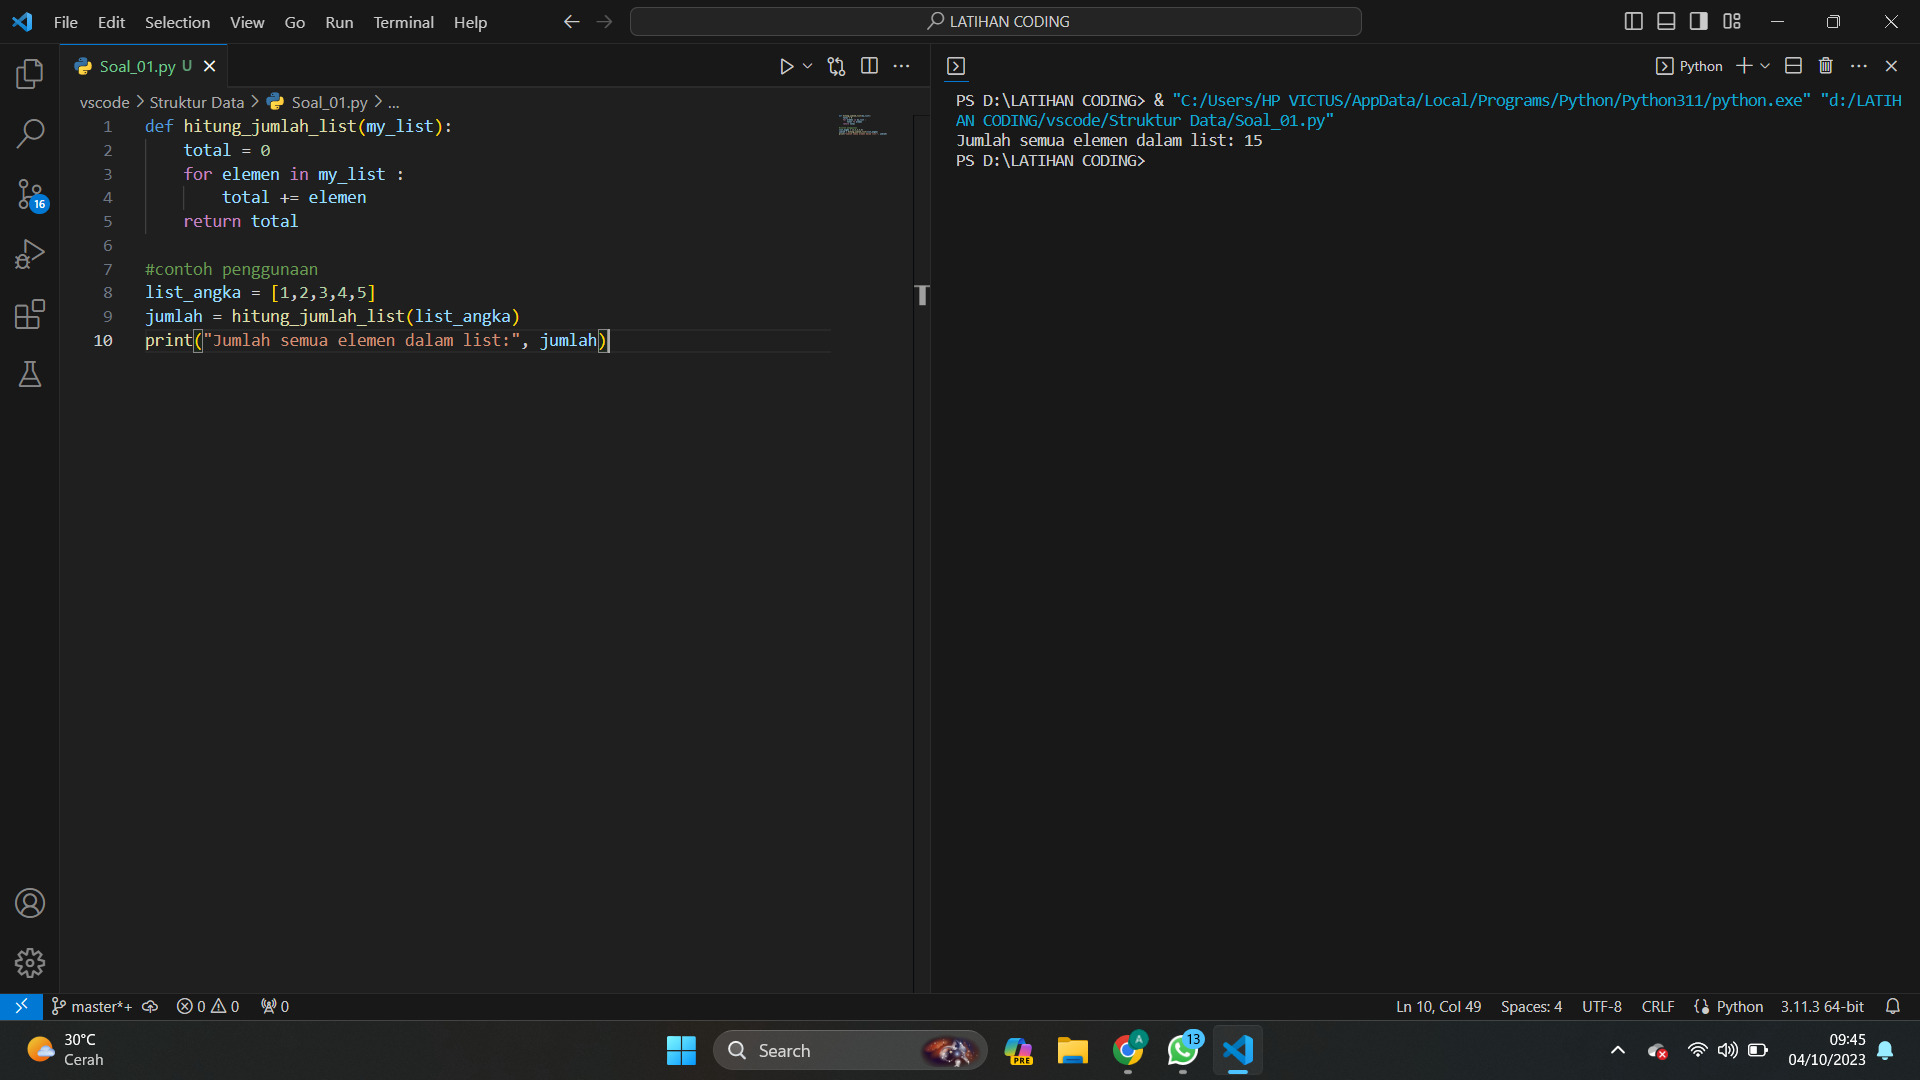 File Edit Selection View Go Run Terminal Help
LATIHAN CODING
Soal_01.py U
Python
vscode > Struktur Data > Soal_01.py > ...
1 def hitung_jumlah_list(my_list):
2 total = 0
3 for elemen in my_list :
4 total += elemen
5 return total
6
7 #contoh penggunaan
8 list_angka = [1,2,3,4,5]
9 jumlah = hitung_jumlah_list(list_angka)
10 print("Jumlah semua elemen dalam list:", jumlah)
PS D:\LATIHAN CODING> & "C:/Users/HP VICTUS/AppData/Local/Programs/Python/Python311/python.exe" "d:/LATIH
AN CODING/vscode/Struktur Data/Soal_01.py"
Jumlah semua elemen dalam list: 15
PS D:\LATIHAN CODING>
16
master*+ 0 0 0
Ln 10, Col 49 Spaces: 4 UTF-8 CRLF Python 3.11.3 64-bit
30°C
Cerah
Search
PRE
A
13
09:45
04/10/2023